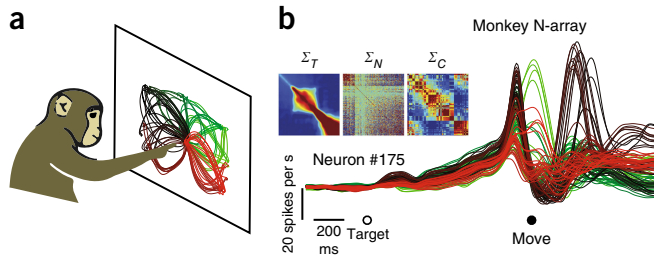 a
b
Monkey N-array
Σ_T
Σ_N
Σ_C
Neuron #175
20 spikes per s
200
ms
Target
Move